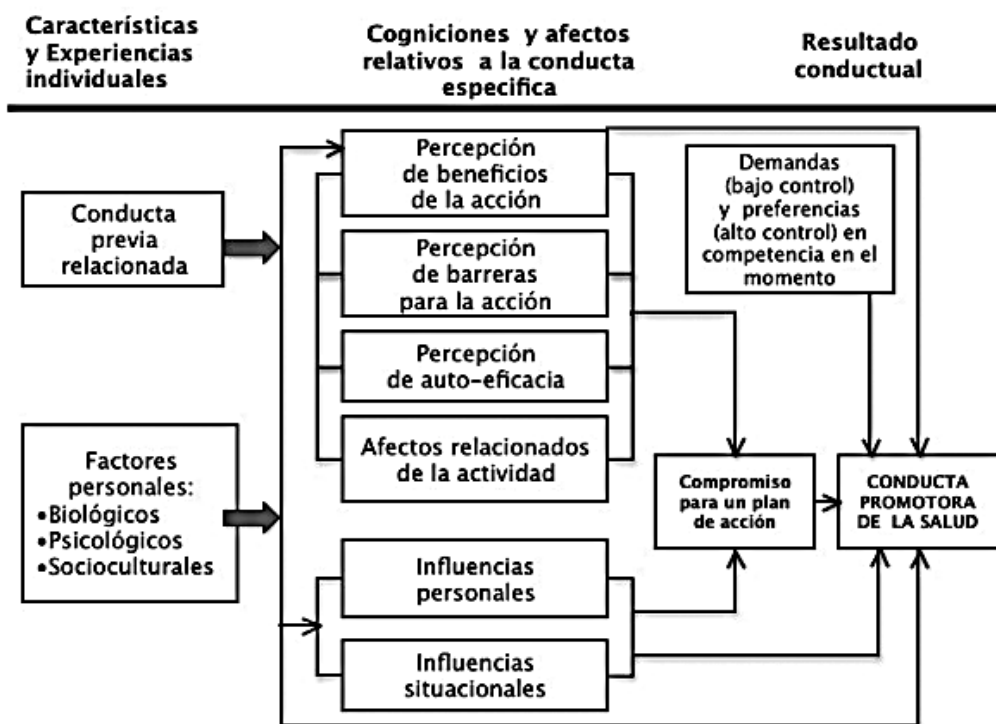 Características
y Experiencias
individuales
Cogniciones y afectos
relativos a la conducta
especifica
Resultado
conductual
Conducta
previa
relacionada
Factores
personales:
•Biológicos
•Psicológicos
•Socioculturales
Percepción
de beneficios
de la acción
Percepción
de barreras
para la acción
Percepción
de auto-eficacia
Afectos relacionados
de la actividad
Influencias
personales
Influencias
situacionales
Demandas
(bajo control)
y preferencias
(alto control) en
competencia en el
momento
Compromiso
para un plan
de acción
CONDUCTA
PROMOTORA
DE LA SALUD